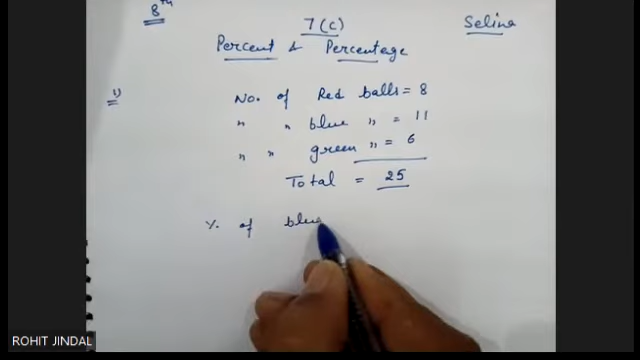 8th
7(c)
Selina
Percent & Percentage
1)
No. of Red balls = 8
" " blue " = 11
" " green " = 6
Total = 25
% of blue
ROHIT JINDAL